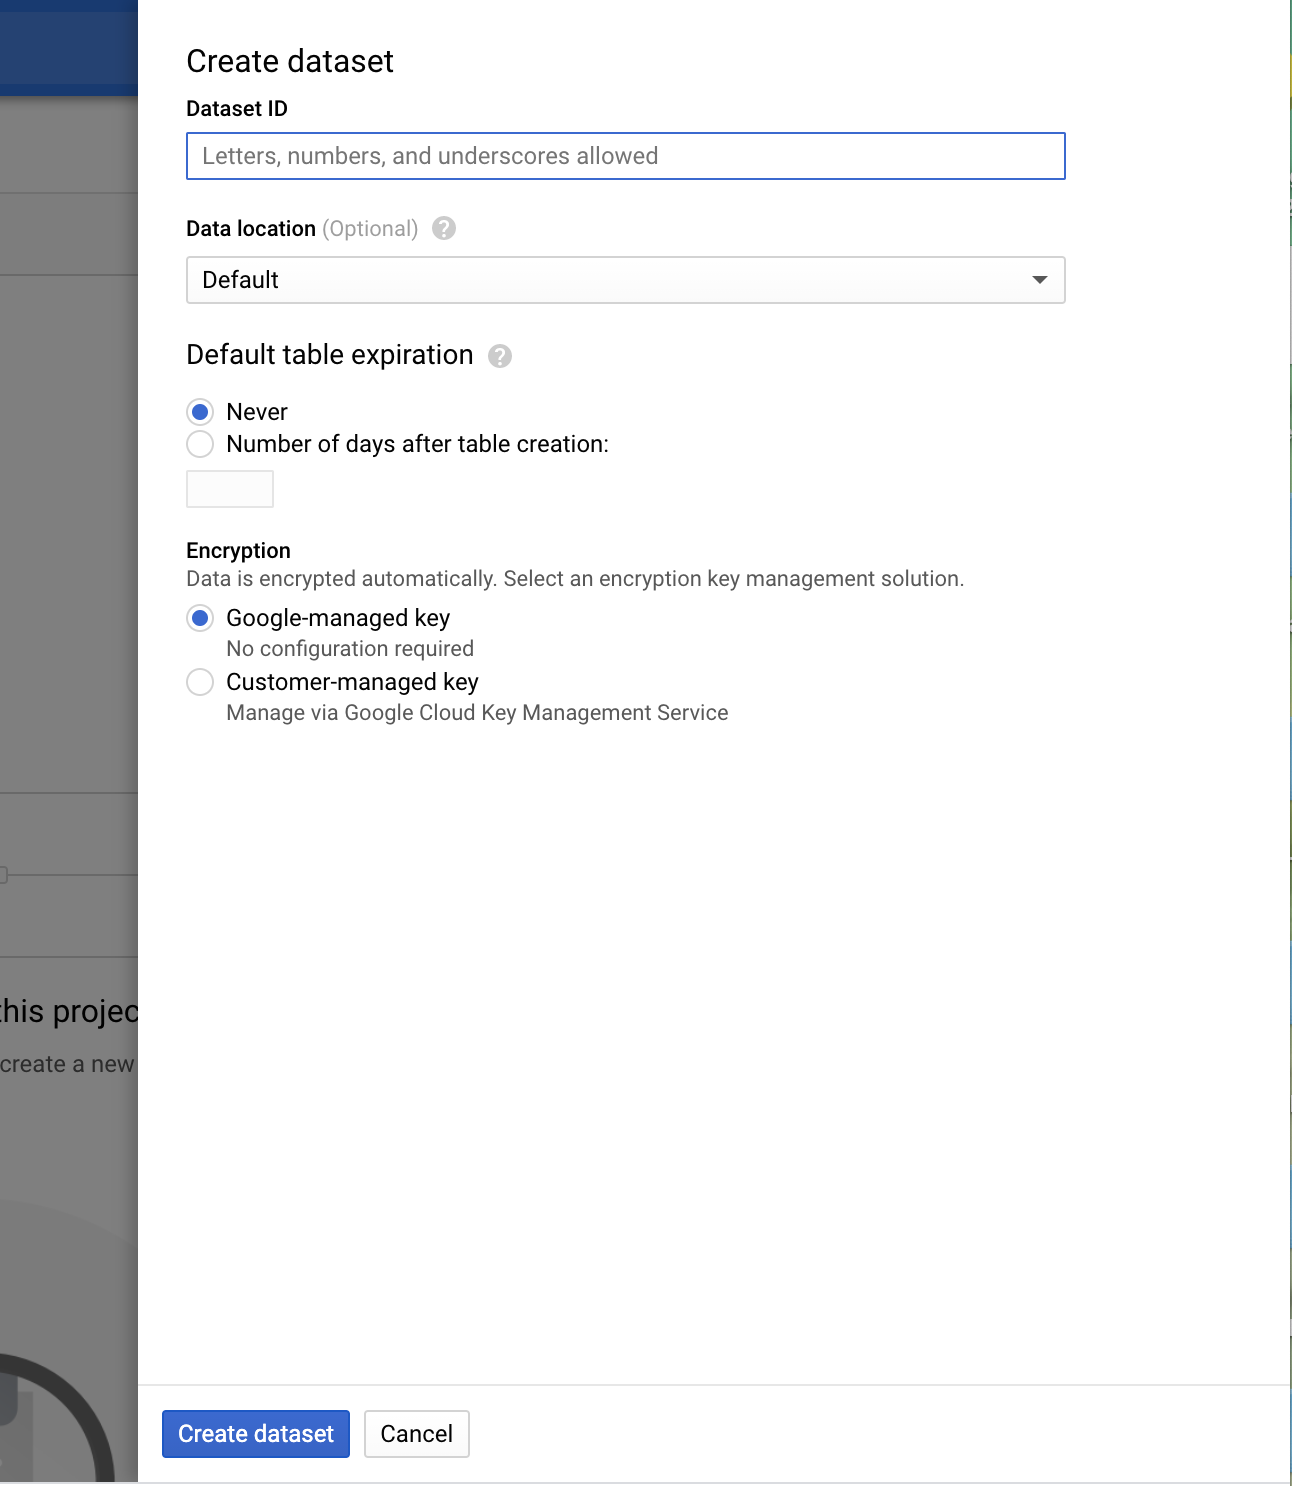 Create dataset
Dataset ID
Letters, numbers, and underscores allowed
Data location (Optional) ?
Default
Default table expiration ?
Never
Number of days after table creation:
Encryption
Data is encrypted automatically. Select an encryption key management solution.
Google-managed key
No configuration required
Customer-managed key
Manage via Google Cloud Key Management Service
this projec
create a new
Create dataset
Cancel